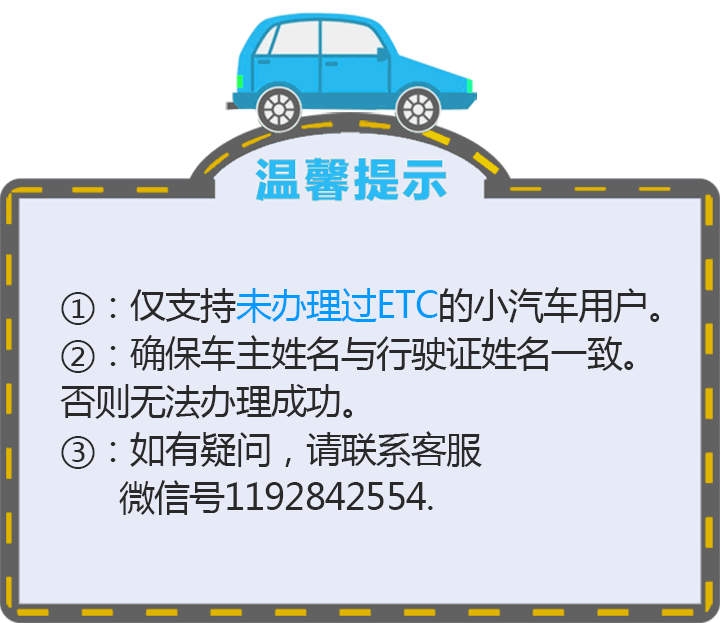 温馨提示
①：仅支持未办理过ETC的小汽车用户。
②：确保车主姓名与行驶证姓名一致。
否则无法办理成功。
③：如有疑问，请联系客服
微信号1192842554.